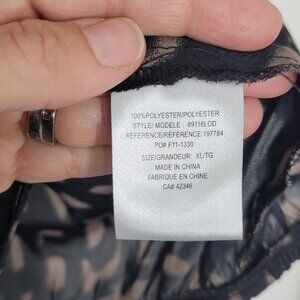 100%POLYESTER/POLYESTER
STYLE/ MODELE : 89116LOD
REFERENCE/RÉFÉRENCE:197784
PO# F11-1330
SIZE/GRANDEUR: XL/TG
MADE IN CHINA
FABRIQUE EN CHINE
CA# 42346